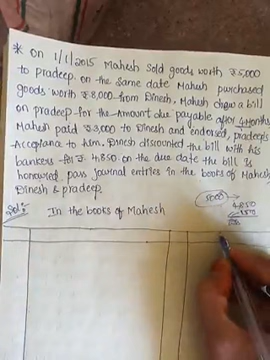 * On 1/1/2015 Mahesh sold goods worth ₹5,000
to pradeep. on the same date Mahesh purchased
goods worth ₹8,000 from Dinesh. Mahesh drew a bill
on pradeep for the Amount due payable after 4 Months
Mahesh paid ₹3,000 to Dinesh and endorsed, pradeep's
Acceptance to him. Dinesh discounted the bill with his
bankers for ₹4,850 on the due date the bill is
honoured. pass journal entries in the books of Mahesh
Dinesh & pradeep.
Sol:- In the books of Mahesh
5000
4850
150